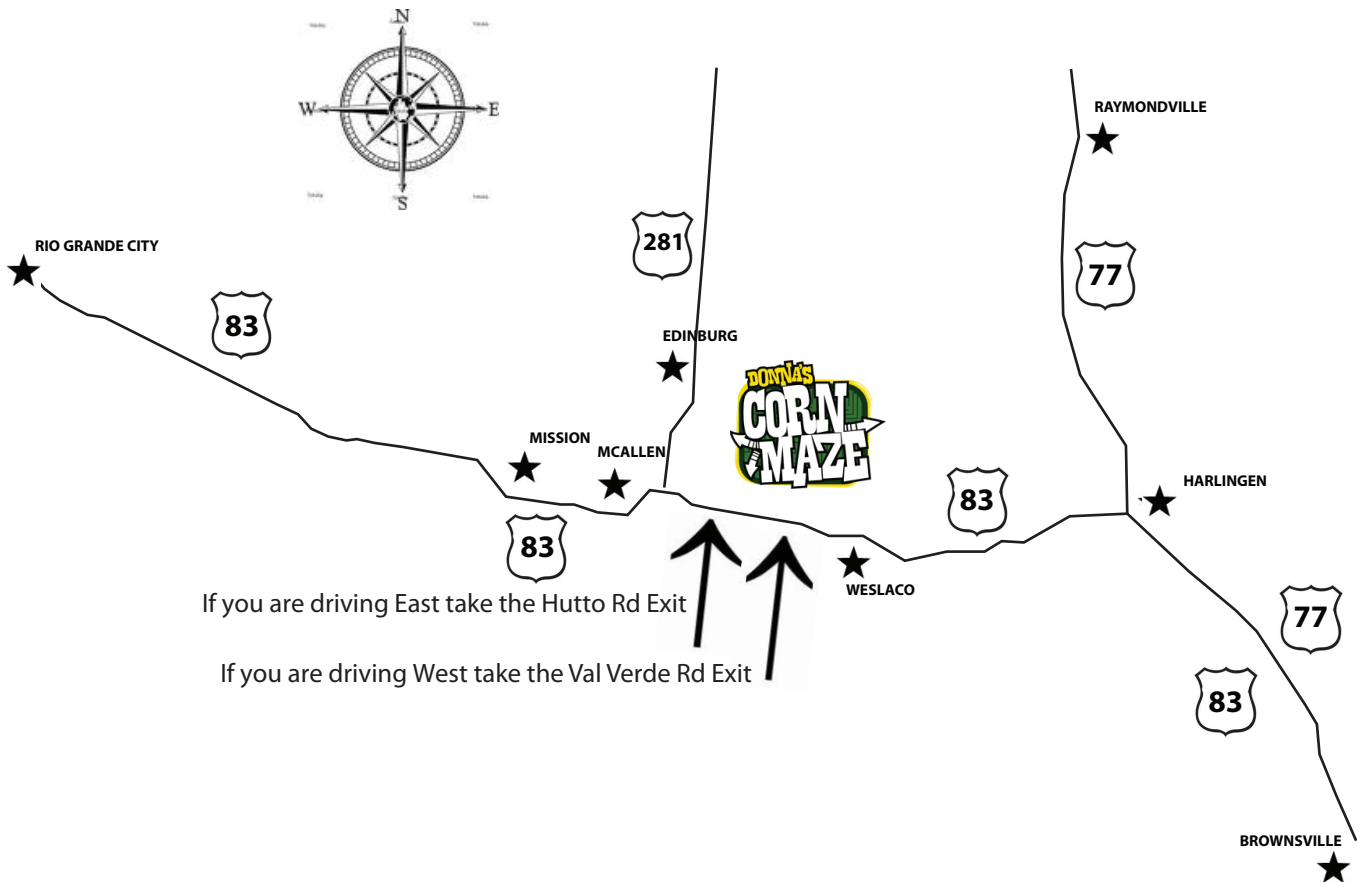 N
W
E
S
RAYMONDVILLE
RIO GRANDE CITY
281
77
83
EDINBURG
DONNA'S
CORN
MAZE
MISSION
MCALLEN
HARLINGEN
83
83
WESLACO
If you are driving East take the Hutto Rd Exit
77
If you are driving West take the Val Verde Rd Exit
83
BROWNSVILLE